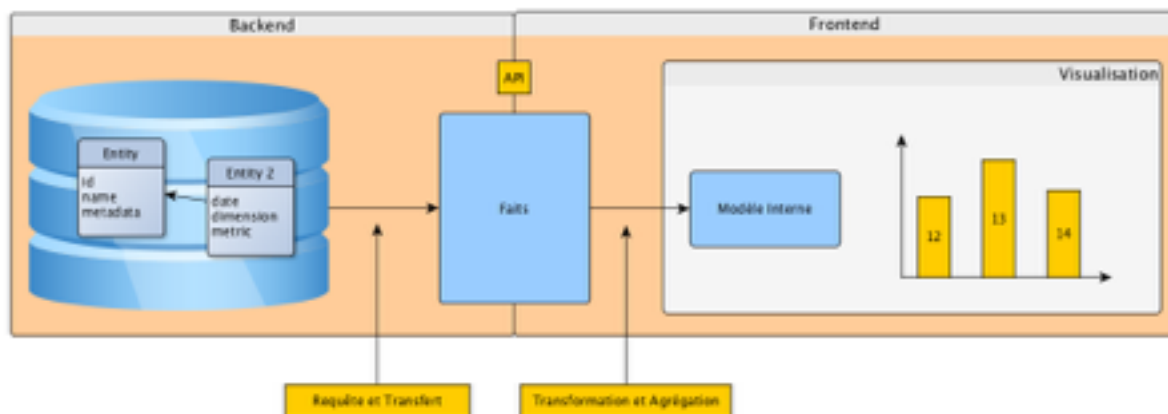 Backend
Frontend
API
Visualisation
Entity
id
name
metadata
Entity 2
date
dimension
metric
Faits
Modèle Interne
12
13
14
Requête et Transfert
Transformation et Agrégation